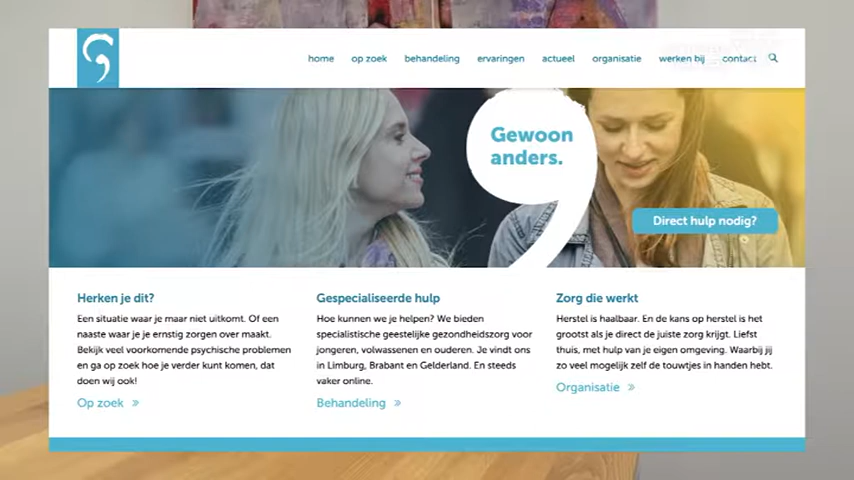 home op zoek behandeling ervaringen actueel organisatie werken bij contact
Gewoon
anders.
Direct hulp nodig?
Herken je dit?
Een situatie waar je maar niet uitkomt. Of een
naaste waar je je ernstig zorgen over maakt.
Bekijk veel voorkomende psychische problemen
en ga op zoek hoe je verder kunt komen, dat
doen wij ook!
Op zoek »
Gespecialiseerde hulp
Hoe kunnen we je helpen? We bieden
specialistische geestelijke gezondheidszorg voor
jongeren, volwassenen en ouderen. Je vindt ons
in Limburg, Brabant en Gelderland. En steeds
vaker online.
Behandeling »
Zorg die werkt
Herstel is haalbaar. En de kans op herstel is het
grootst als je direct de juiste zorg krijgt. Liefst
thuis, met hulp van je eigen omgeving. Waarbij jij
zo veel mogelijk zelf de touwtjes in handen hebt.
Organisatie »